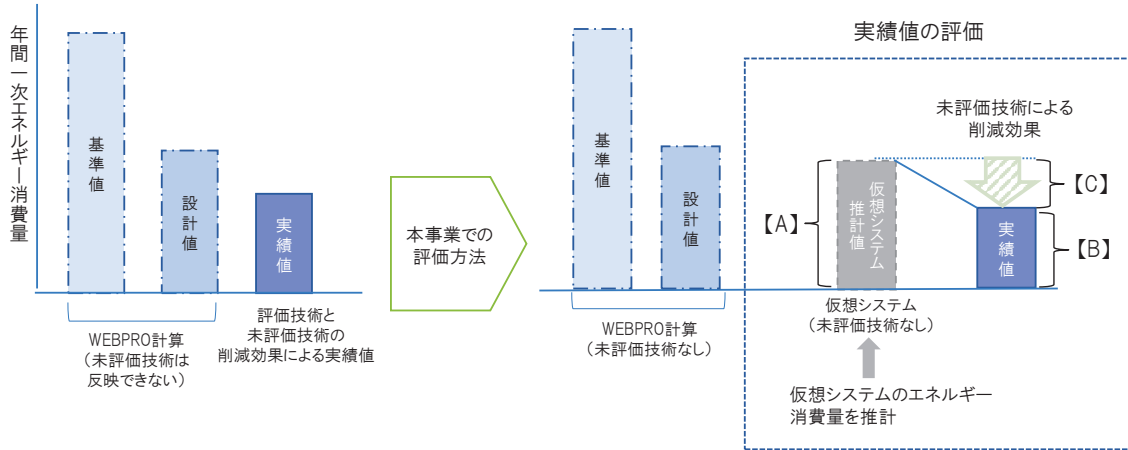 年間一次エネルギー消費量
基準値
設計値
実績値
WEBPRO計算
（未評価技術は
反映できない）
評価技術と
未評価技術の
削減効果による実績値
本事業での
評価方法
基準値
設計値
WEBPRO計算
（未評価技術なし）
実績値の評価
未評価技術による
削減効果
【A】
仮想システム
推計値
実績値
【C】
【B】
仮想システム
（未評価技術なし）
仮想システムのエネルギー
消費量を推計